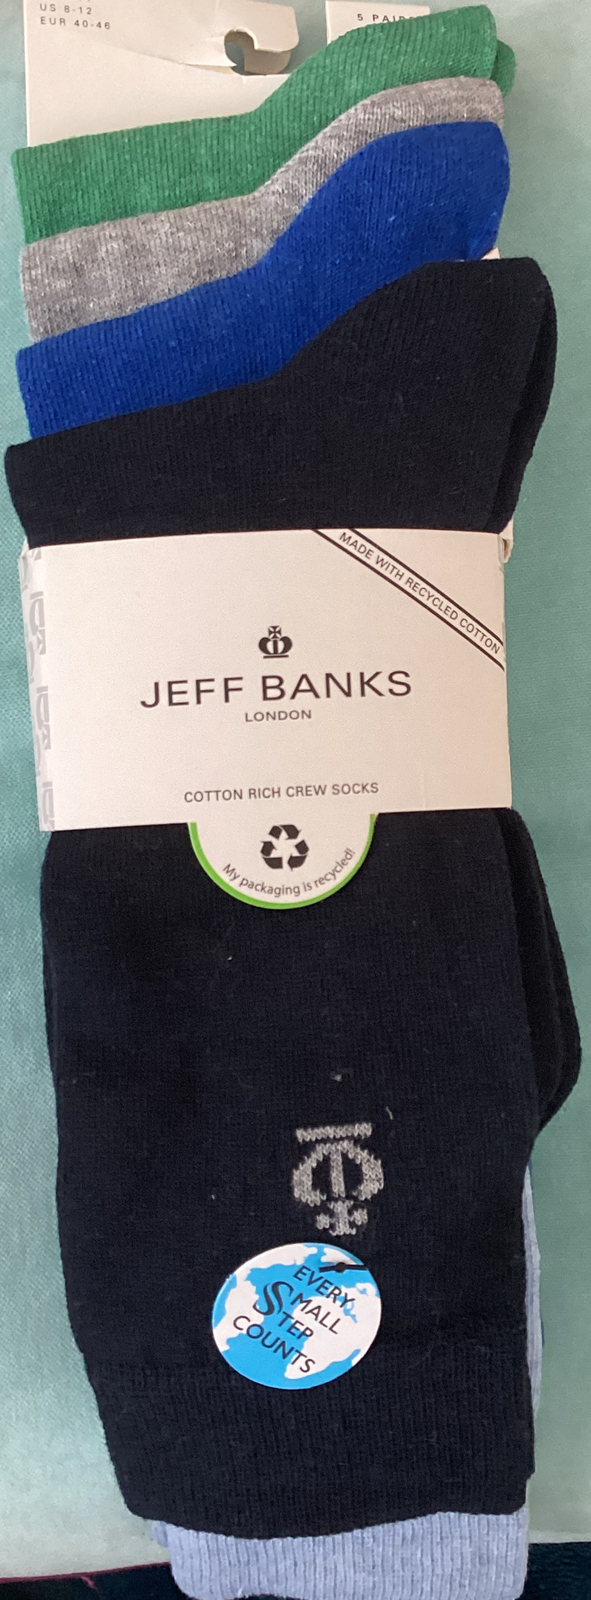 US 8-12
EUR 40-46
5 PAIRS
MADE WITH RECYCLED COTTON
JEFF BANKS
LONDON
COTTON RICH CREW SOCKS
My packaging is recycled!
EVERY
SMALL
STEP
COUNTS